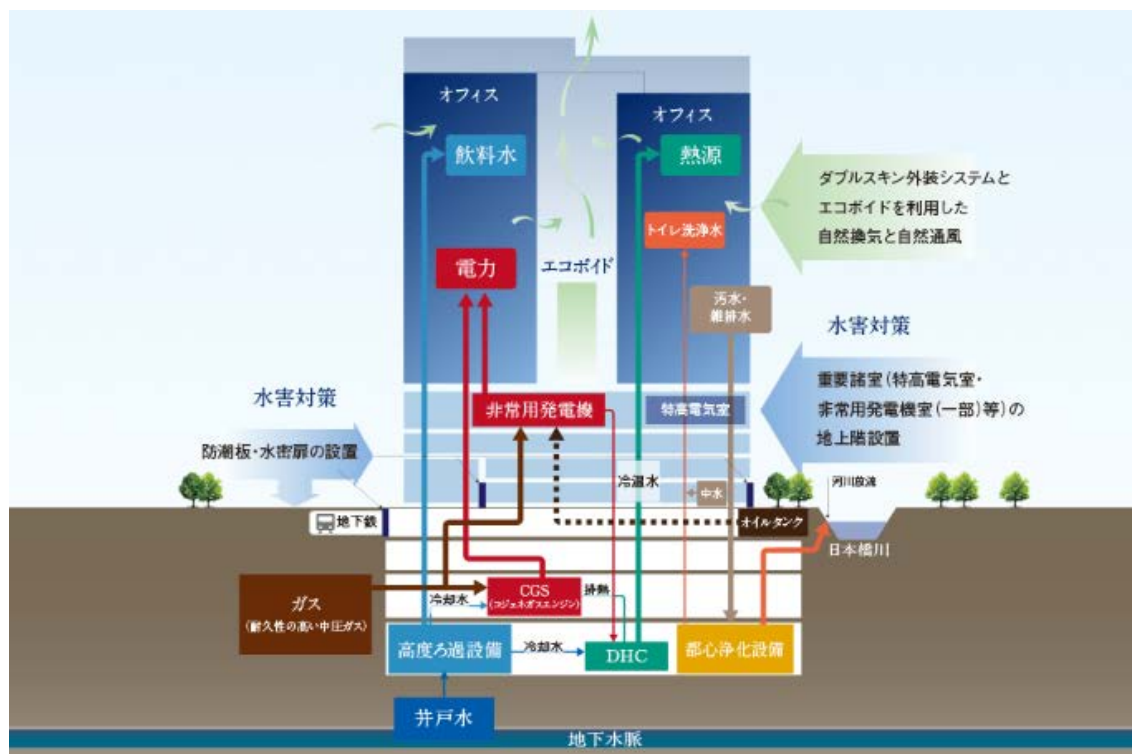 オフィス
飲料水
オフィス
熱源
ダブルスキン外装システムと
エコボイドを利用した
自然換気と自然通風
トイレ洗浄水
電力
エコボイド
汚水・
雑排水
水害対策
重要諸室(特高電気室・
非常用発電機室(一部)等)の
地上階設置
水害対策
防潮板・水密扉の設置
非常用発電機
特高電気室
冷温水
中水
河川放流
地下鉄
オイルタンク
日本橋川
ガス
(耐久性の高い中圧ガス)
冷却水
CGS
(コジェネガスエンジン)
排熱
高度ろ過設備
冷却水
DHC
都心浄化設備
井戸水
地下水脈